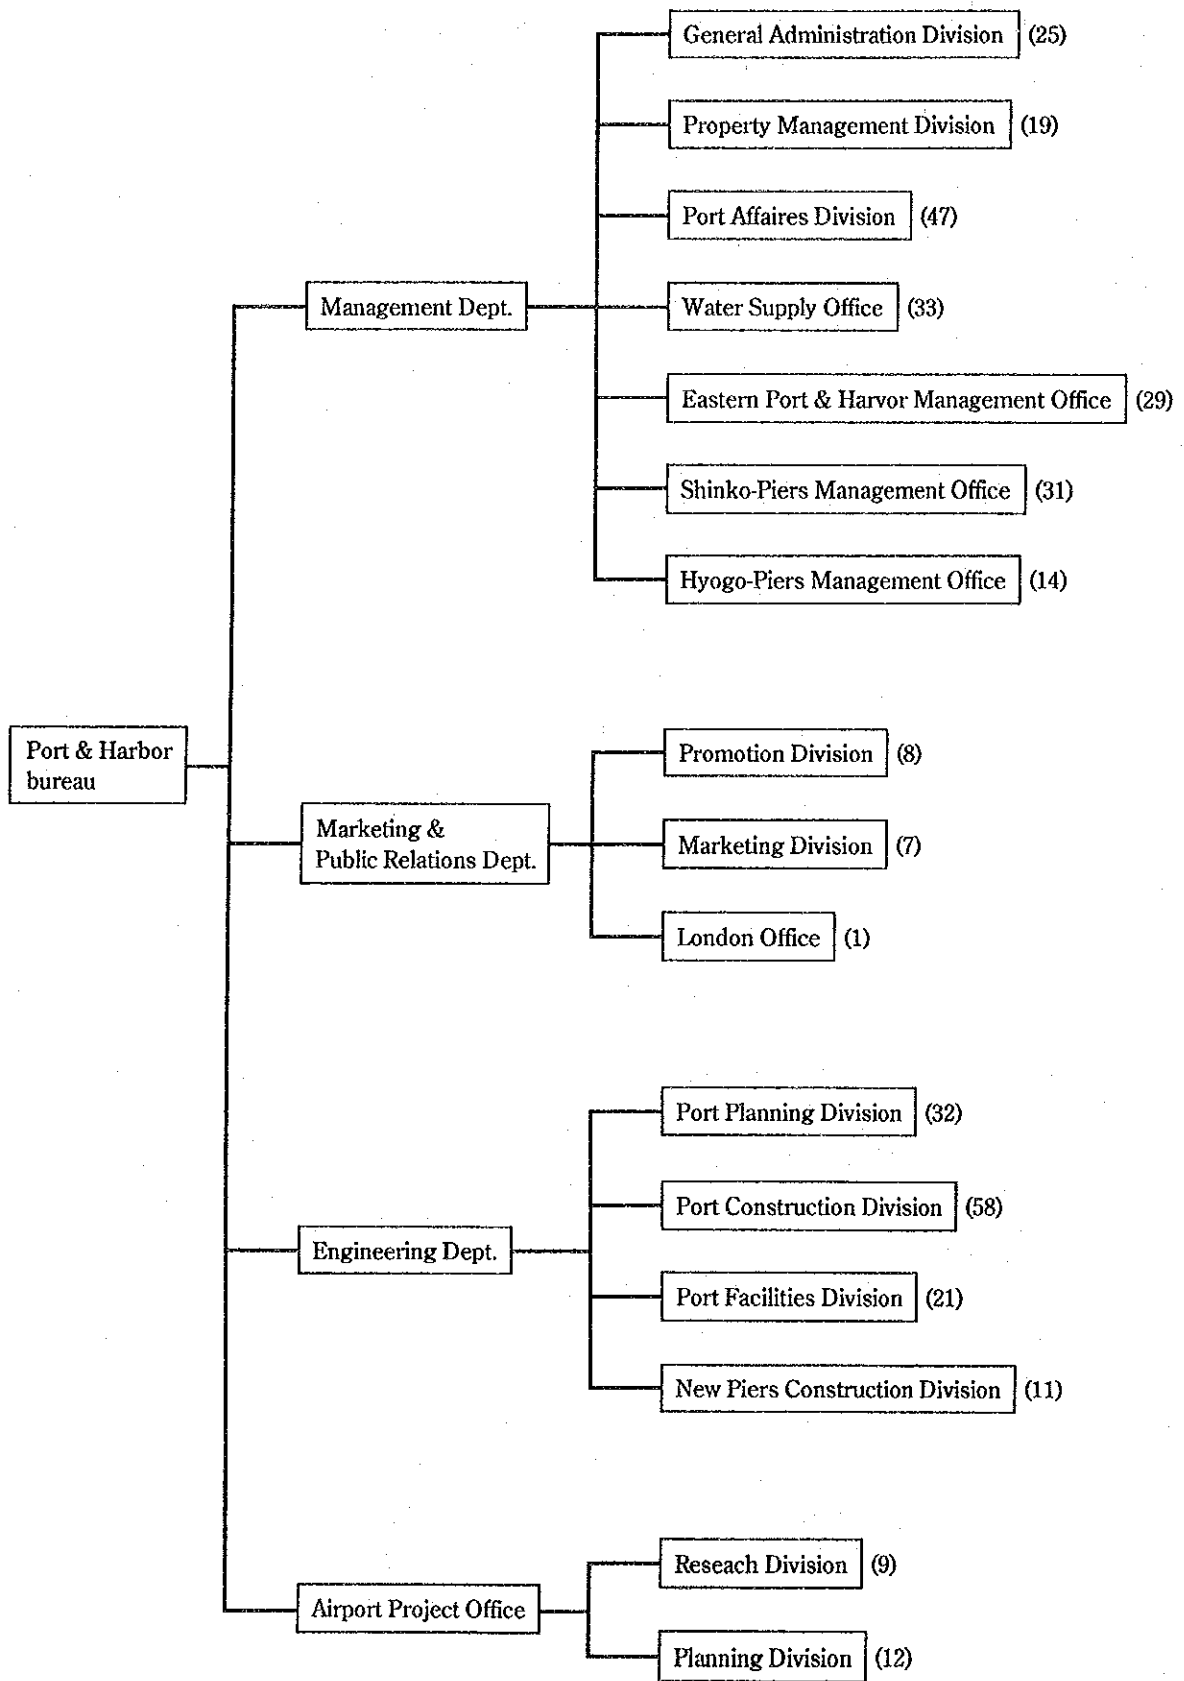 General Administration Division (25)
Property Management Division (19)
Port Affaires Division (47)
Management Dept.
Water Supply Office (33)
Eastern Port & Harvor Management Office (29)
Shinko-Piers Management Office (31)
Hyogo-Piers Management Office (14)
Port & Harbor
bureau
Promotion Division (8)
Marketing &
Public Relations Dept.
Marketing Division (7)
London Office (1)
Port Planning Division (32)
Port Construction Division (58)
Engineering Dept.
Port Facilities Division (21)
New Piers Construction Division (11)
Reseach Division (9)
Airport Project Office
Planning Division (12)